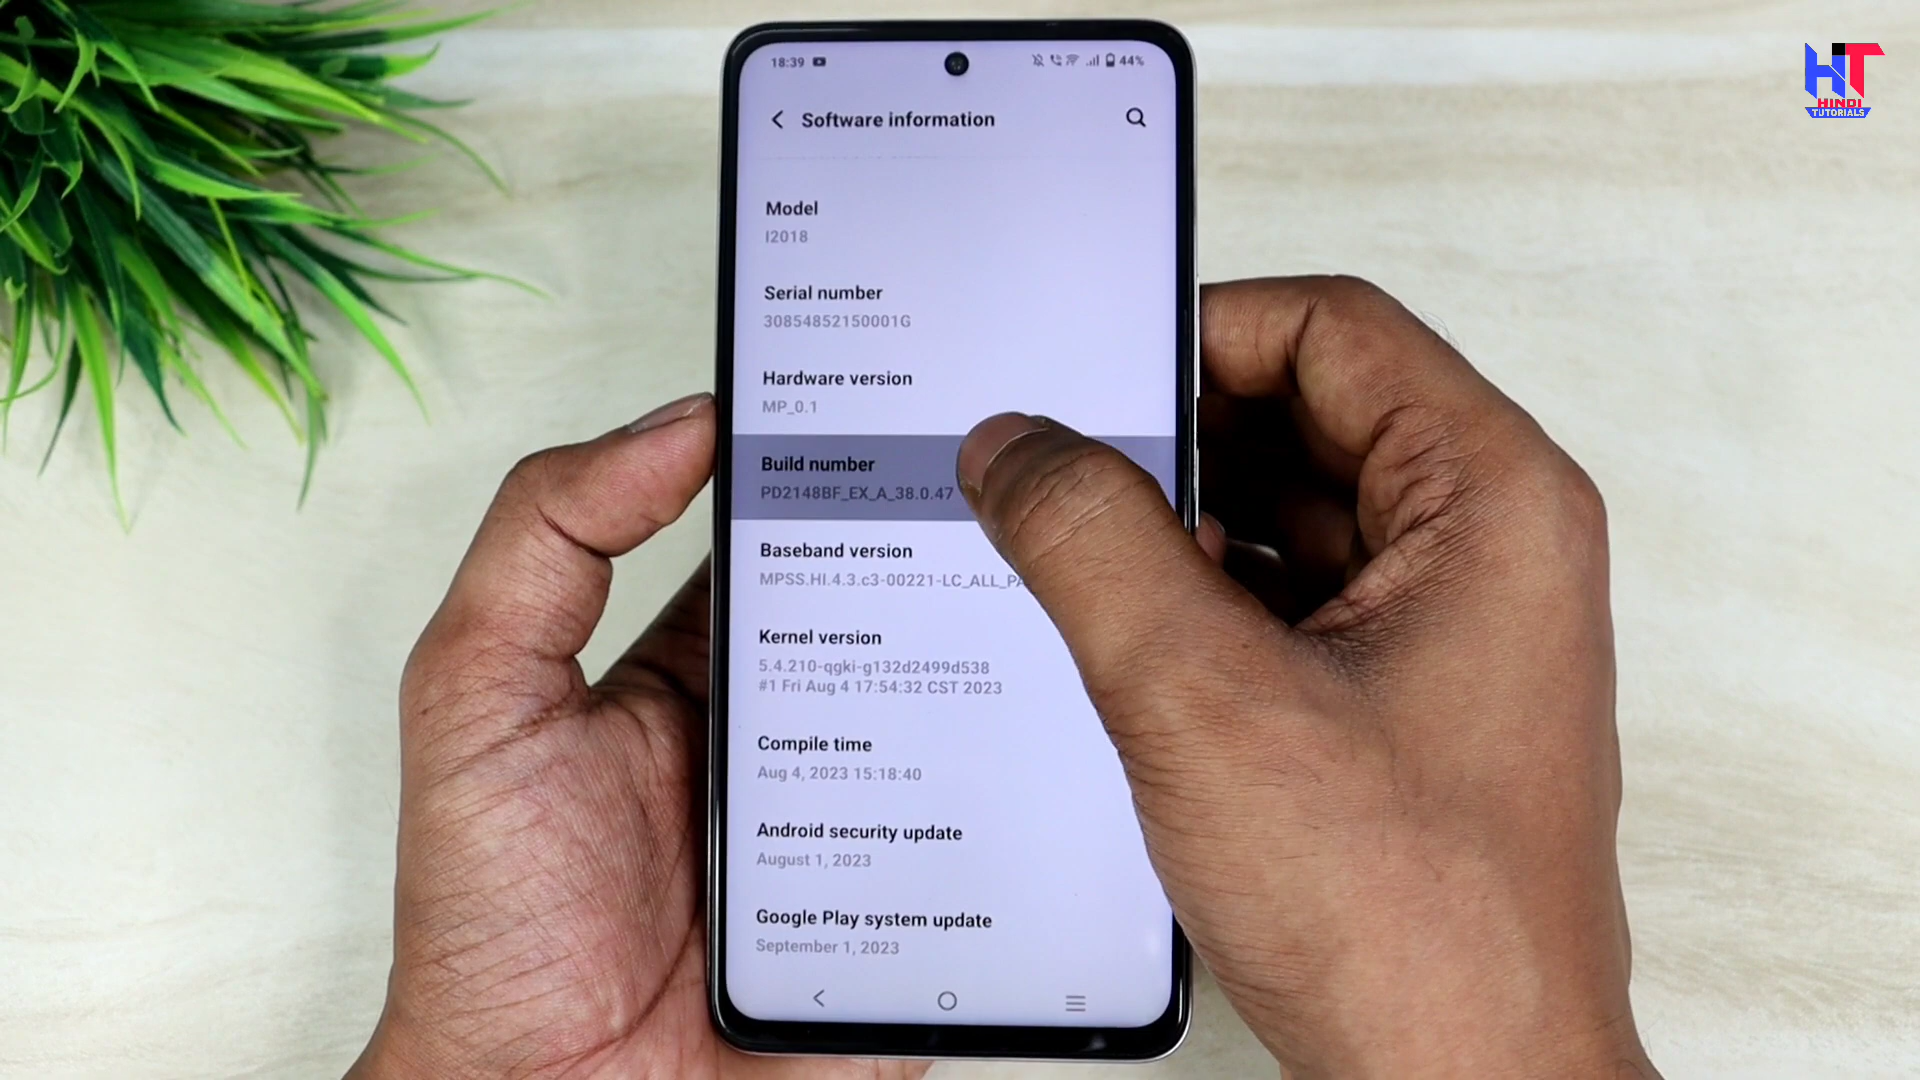 18:39
44%
Software information
Model
I2018
Serial number
30854852150001G
Hardware version
MP_0.1
Build number
PD2148BF_EX_A_38.0.47
Baseband version
MPSS.HI.4.3.c3-00221-LC_ALL_PA
Kernel version
5.4.210-qgki-g132d2499d538
#1 Fri Aug 4 17:54:32 CST 2023
Compile time
Aug 4, 2023 15:18:40
Android security update
August 1, 2023
Google Play system update
September 1, 2023
HT
HINDI
TUTORIALS